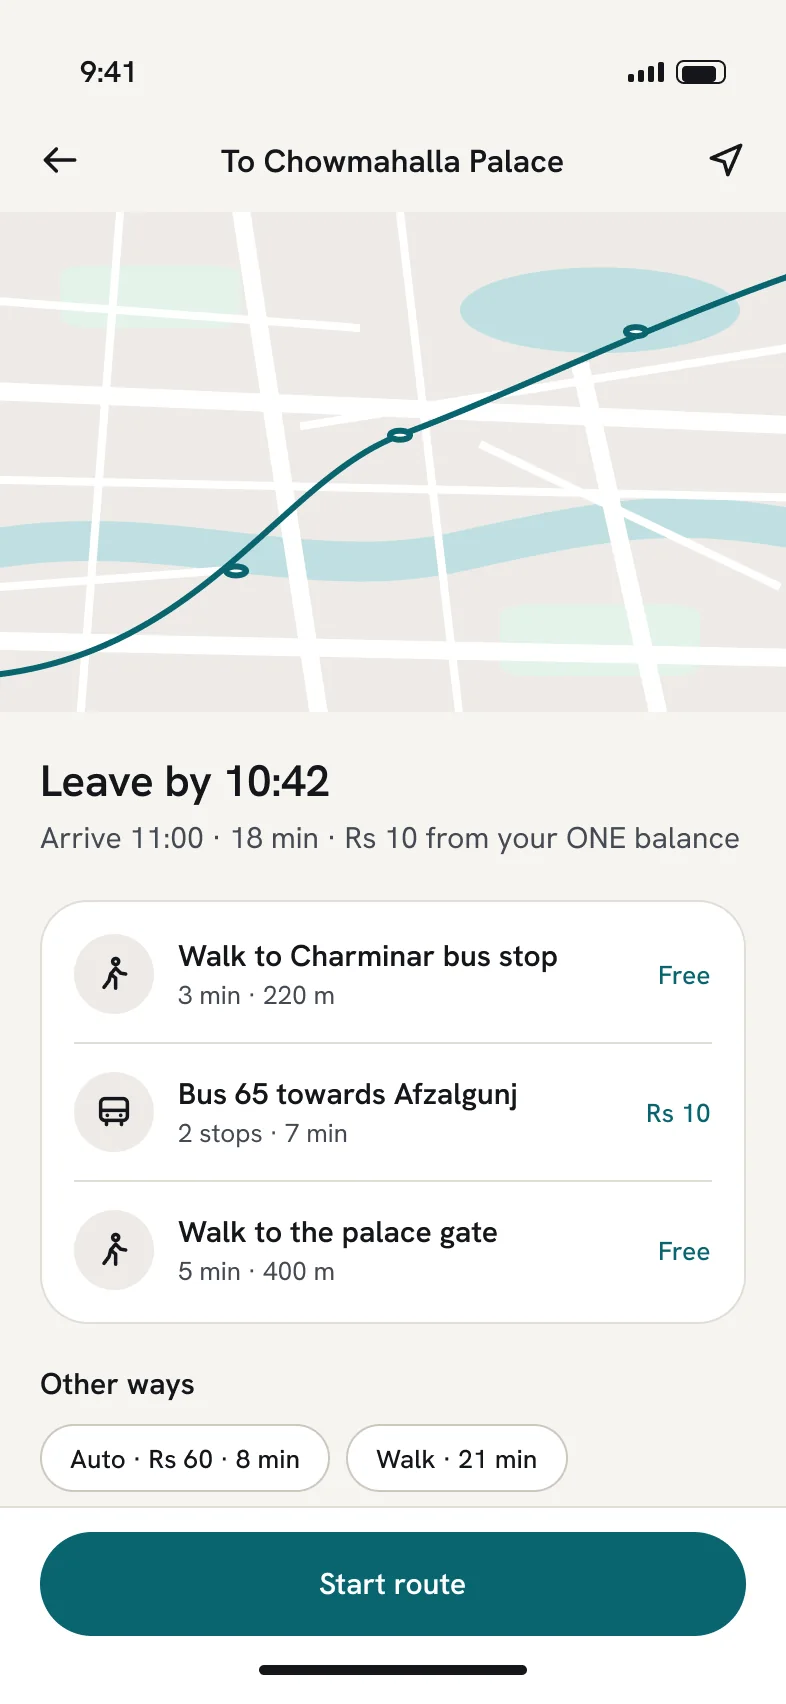 9:41
To Chowmahalla Palace
Leave by 10:42
Arrive 11:00 · 18 min · Rs 10 from your ONE balance
Walk to Charminar bus stop
3 min · 220 m
Free
Bus 65 towards Afzalgunj
2 stops · 7 min
Rs 10
Walk to the palace gate
5 min · 400 m
Free
Other ways
Auto · Rs 60 · 8 min
Walk · 21 min
Start route